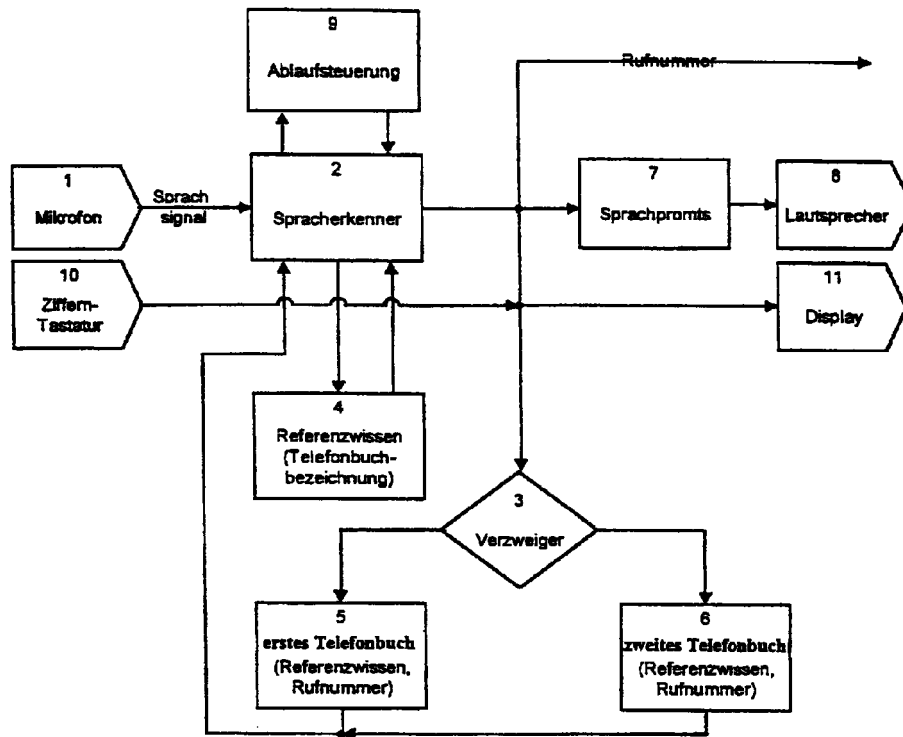 9
Ablaufsteuerung
Rufnummer
1
Mikrofon
Sprach
signal
2
Spracherkenner
7
Sprachpromts
8
Lautsprecher
10
Ziffern-
Tastatur
11
Display
4
Referenzwissen
(Telefonbuch-
bezeichnung)
3
Verzweiger
5
erstes Telefonbuch
(Referenzwissen,
Rufnummer)
6
zweites Telefonbuch
(Referenzwissen,
Rufnummer)